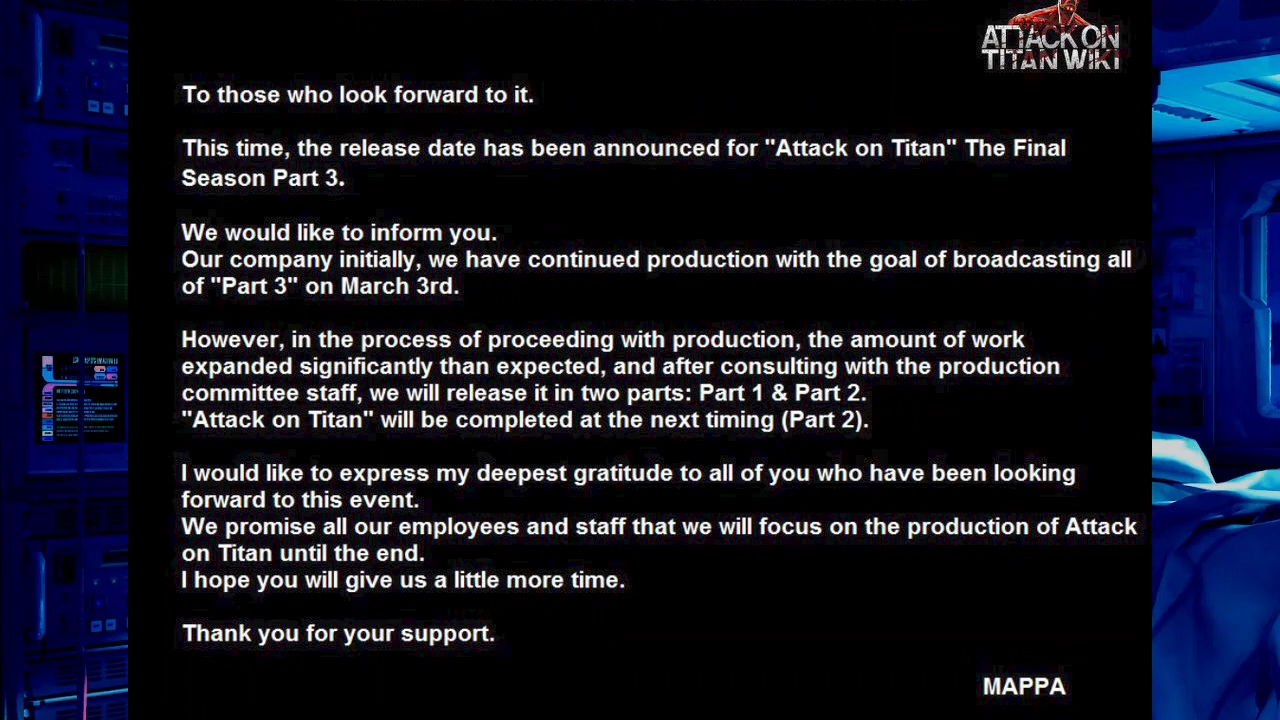 ATTACK ON
TITAN WIKI
To those who look forward to it.
This time, the release date has been announced for "Attack on Titan" The Final
Season Part 3.
We would like to inform you.
Our company initially, we have continued production with the goal of broadcasting all
of "Part 3" on March 3rd.
However, in the process of proceeding with production, the amount of work
expanded significantly than expected, and after consulting with the production
committee staff, we will release it in two parts: Part 1 & Part 2.
"Attack on Titan" will be completed at the next timing (Part 2).
I would like to express my deepest gratitude to all of you who have been looking
forward to this event.
We promise all our employees and staff that we will focus on the production of Attack
on Titan until the end.
I hope you will give us a little more time.
Thank you for your support.
MAPPA